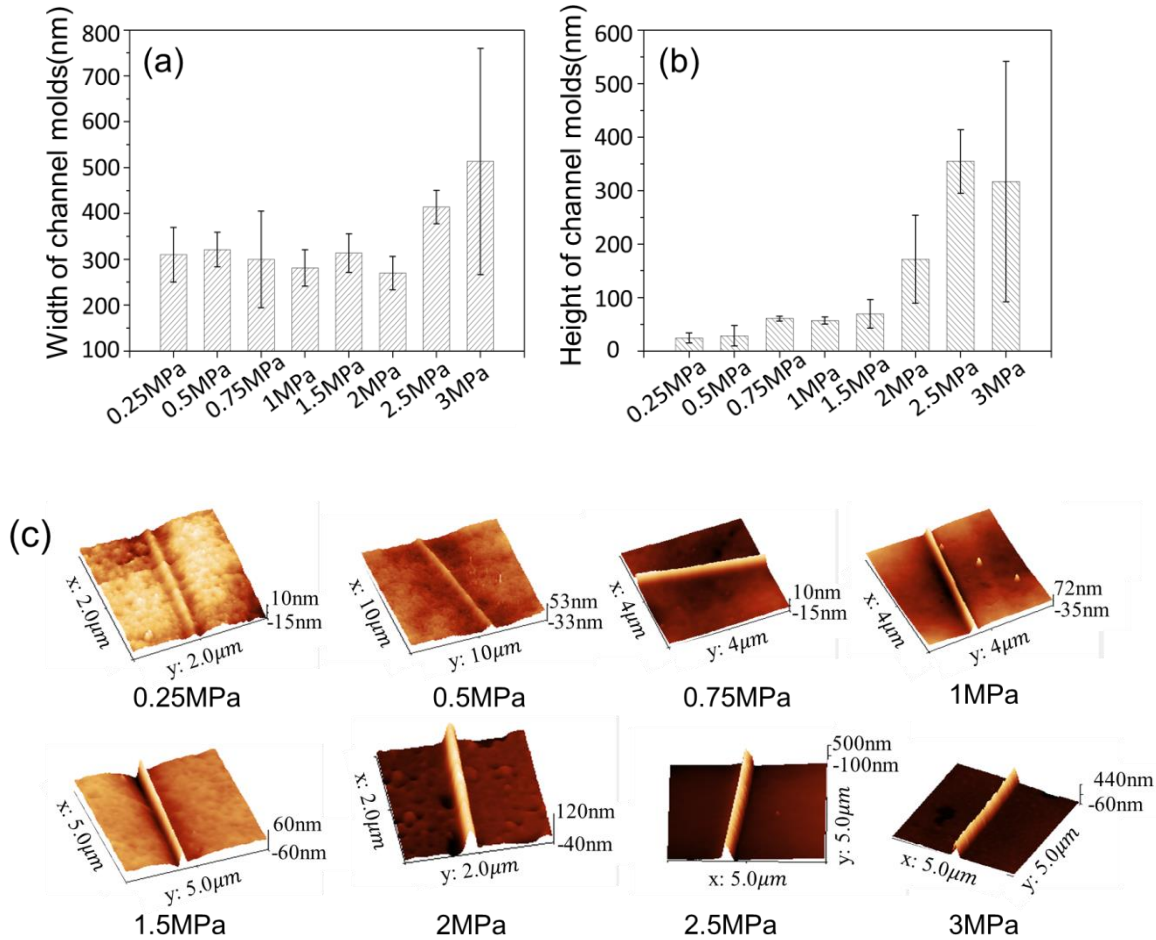 (a)
Width of channel molds(nm)
800
700
600
500
400
300
200
100
0.25MPa
0.5MPa
0.75MPa
1MPa
1.5MPa
2MPa
2.5MPa
3MPa
(b)
Height of channel molds(nm)
600
500
400
300
200
100
0
0.25MPa
0.5MPa
0.75MPa
1MPa
1.5MPa
2MPa
2.5MPa
3MPa
(c)
x: 2.0μm
y: 2.0μm
10nm
-15nm
0.25MPa
x: 10μm
y: 10μm
53nm
-33nm
0.5MPa
x: 4μm
y: 4μm
10nm
-15nm
0.75MPa
x: 4μm
y: 4μm
72nm
-35nm
1MPa
x: 5.0μm
y: 5.0μm
60nm
-60nm
1.5MPa
x: 2.0μm
y: 2.0μm
120nm
-40nm
2MPa
500nm
-100nm
y: 5.0μm
x: 5.0μm
2.5MPa
440nm
-60nm
x: 5.0μm
y: 5.0μm
3MPa